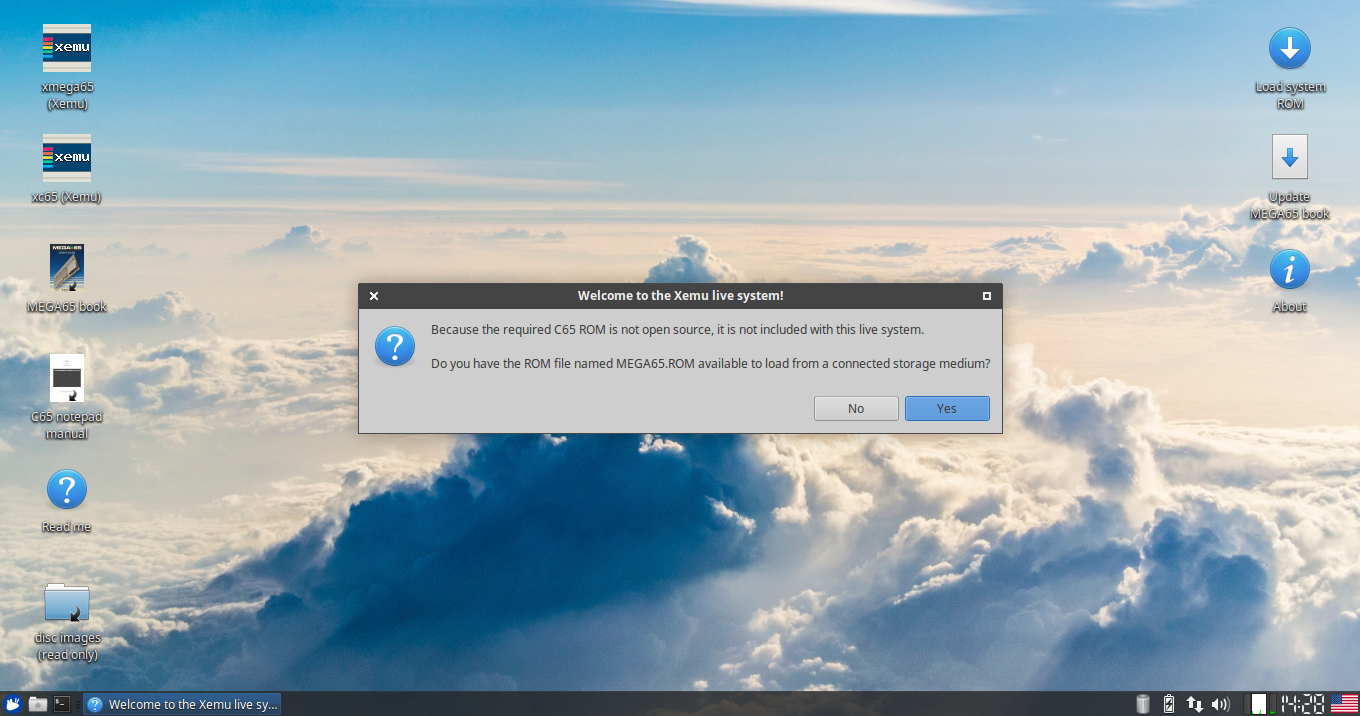 xemu
xmega65
(Xemu)
xemu
xc65 (Xemu)
MEGA65
MEGA65 book
C65 notepad
manual
Read me
disc images
(read only)
Load system
ROM
Update
MEGA65 book
About
Welcome to the Xemu live system!
Because the required C65 ROM is not open source, it is not included with this live system.
Do you have the ROM file named MEGA65.ROM available to load from a connected storage medium?
No
Yes
Welcome to the Xemu live sy...
14:28